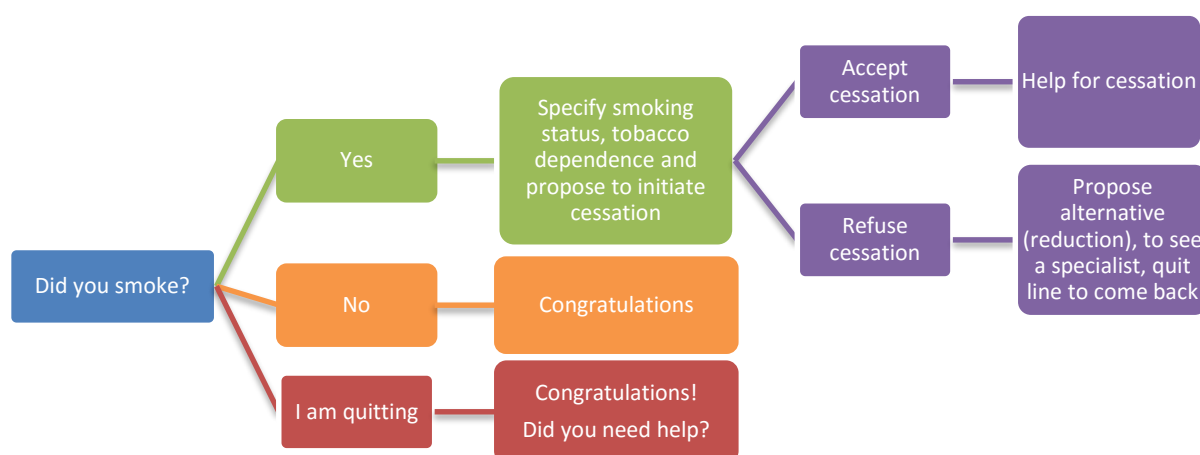 Did you smoke?
Yes
Specify smoking
status, tobacco
dependence and
propose to initiate
cessation
Accept
cessation
Help for cessation
Refuse
cessation
Propose
alternative
(reduction), to see
a specialist, quit
line to come back
No
Congratulations
I am quitting
Congratulations!
Did you need help?